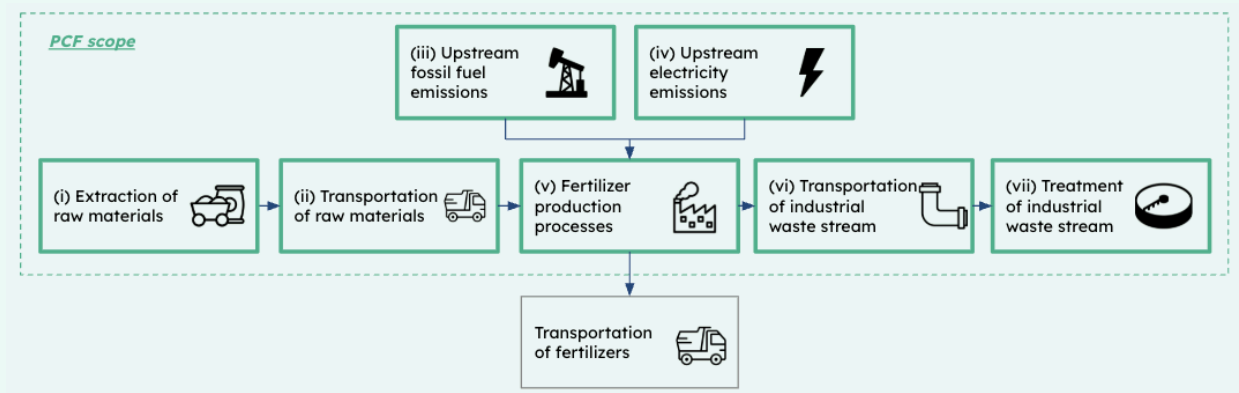 PCF scope
(iii) Upstream
fossil fuel
emissions
(iv) Upstream
electricity
emissions
(i) Extraction of
raw materials
(ii) Transportation
of raw materials
(v) Fertilizer
production
processes
(vi) Transportation
of industrial
waste stream
(vii) Treatment
of industrial
waste stream
Transportation
of fertilizers